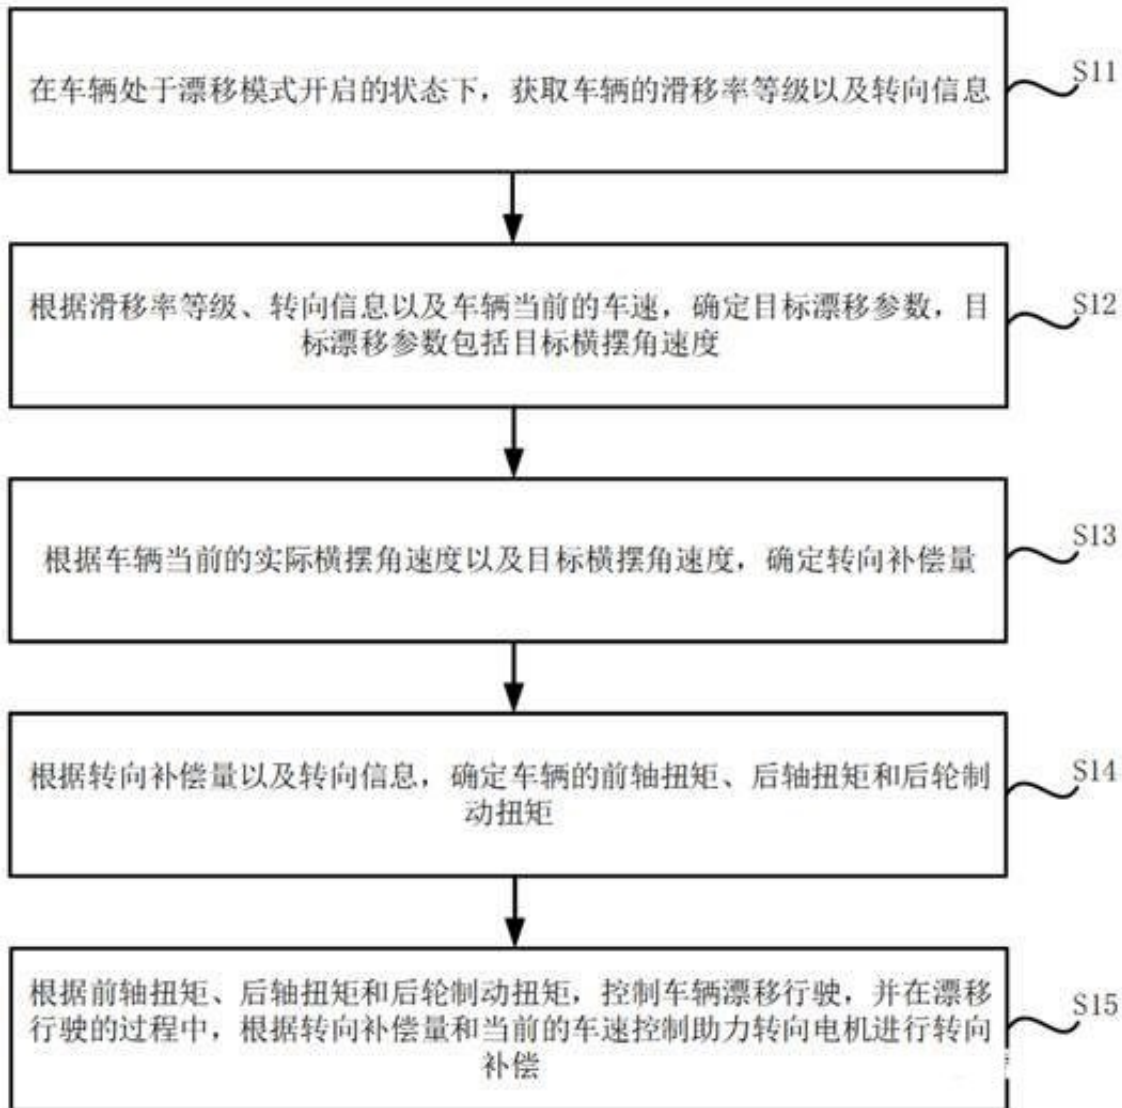 在车辆处于漂移模式开启的状态下，获取车辆的滑移率等级以及转向信息
S11
根据滑移率等级、转向信息以及车辆当前的车速，确定目标漂移参数，目
标漂移参数包括目标横摆角速度
S12
根据车辆当前的实际横摆角速度以及目标横摆角速度，确定转向补偿量
S13
根据转向补偿量以及转向信息，确定车辆的前轴扭矩、后轴扭矩和后轮制
动扭矩
S14
根据前轴扭矩、后轴扭矩和后轮制动扭矩，控制车辆漂移行驶，并在漂移
行驶的过程中，根据转向补偿量和当前的车速控制助力转向电机进行转向
补偿
S15